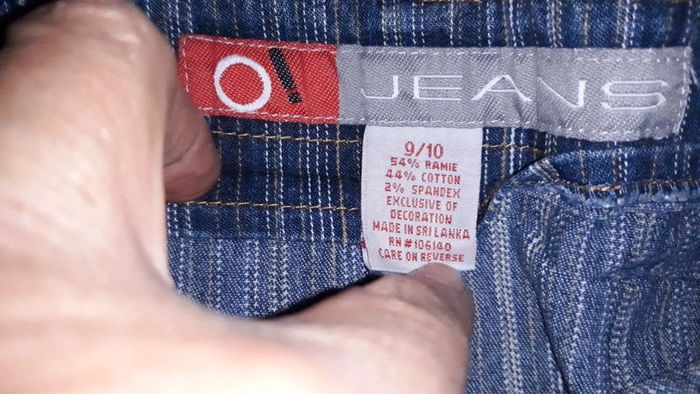 O! JEANS
9/10
54% RAMIE
44% COTTON
2% SPANDEX
EXCLUSIVE OF
DECORATION
MADE IN SRI LANKA
RN # 106140
CARE ON REVERSE